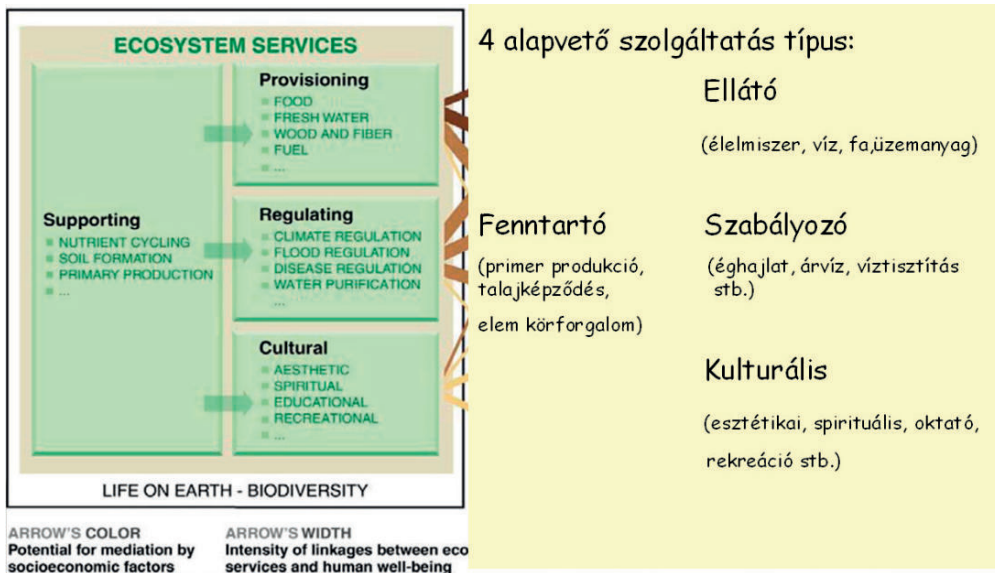 ECOSYSTEM SERVICES
Supporting
NUTRIENT CYCLING
SOIL FORMATION
PRIMARY PRODUCTION
...
Provisioning
FOOD
FRESH WATER
WOOD AND FIBER
FUEL
...
Regulating
CLIMATE REGULATION
FLOOD REGULATION
DISEASE REGULATION
WATER PURIFICATION
...
Cultural
AESTHETIC
SPIRITUAL
EDUCATIONAL
RECREATIONAL
...
LIFE ON EARTH - BIODIVERSITY
ARROW'S COLOR
Potential for mediation by
socioeconomic factors
ARROW'S WIDTH
Intensity of linkages between eco
services and human well-being
4 alapvető szolgáltatás típus:
Ellátó
(élelmiszer, víz, fa,üzemanyag)
Fenntartó
(primer produkció,
talajképződés,
elem körforgalom)
Szabályozó
(éghajlat, árvíz, víztisztítás
stb.)
Kulturális
(esztétikai, spirituális, oktató,
rekreáció stb.)